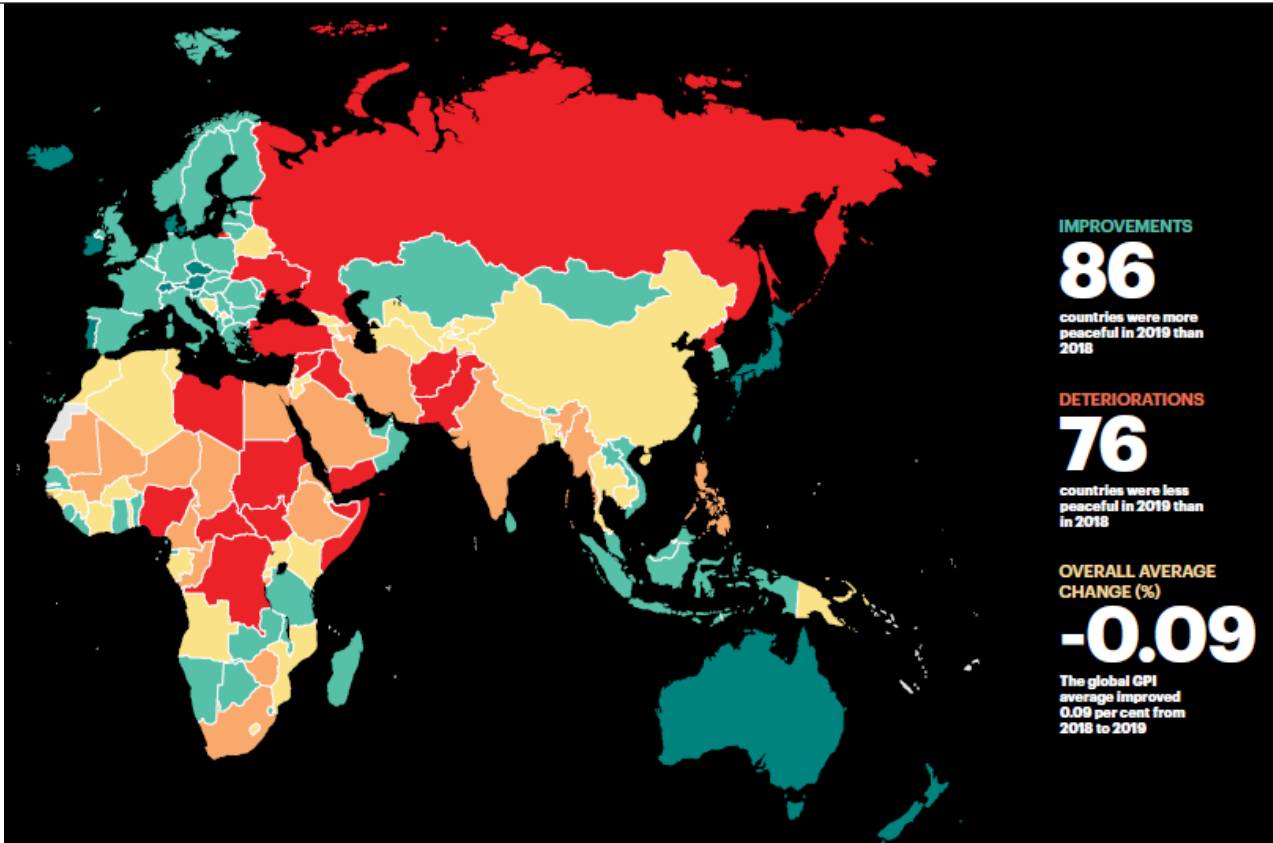 IMPROVEMENTS
86
countries were more
peaceful in 2019 than
2018
DETERIORATIONS
76
countries were less
peaceful in 2019 than
in 2018
OVERALL AVERAGE
CHANGE (%)
-0.09
The global GPI
average improved
0.09 per cent from
2018 to 2019